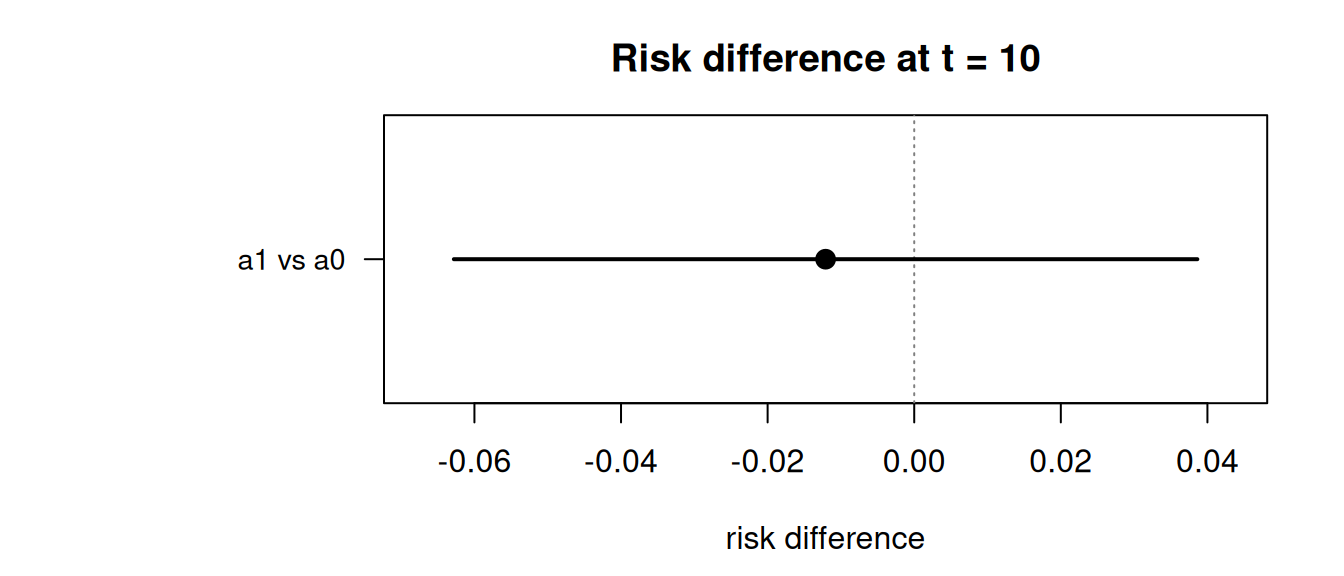 Risk difference at t = 10
a1 vs a0
-0.06 -0.04 -0.02 0.00 0.02 0.04
risk difference